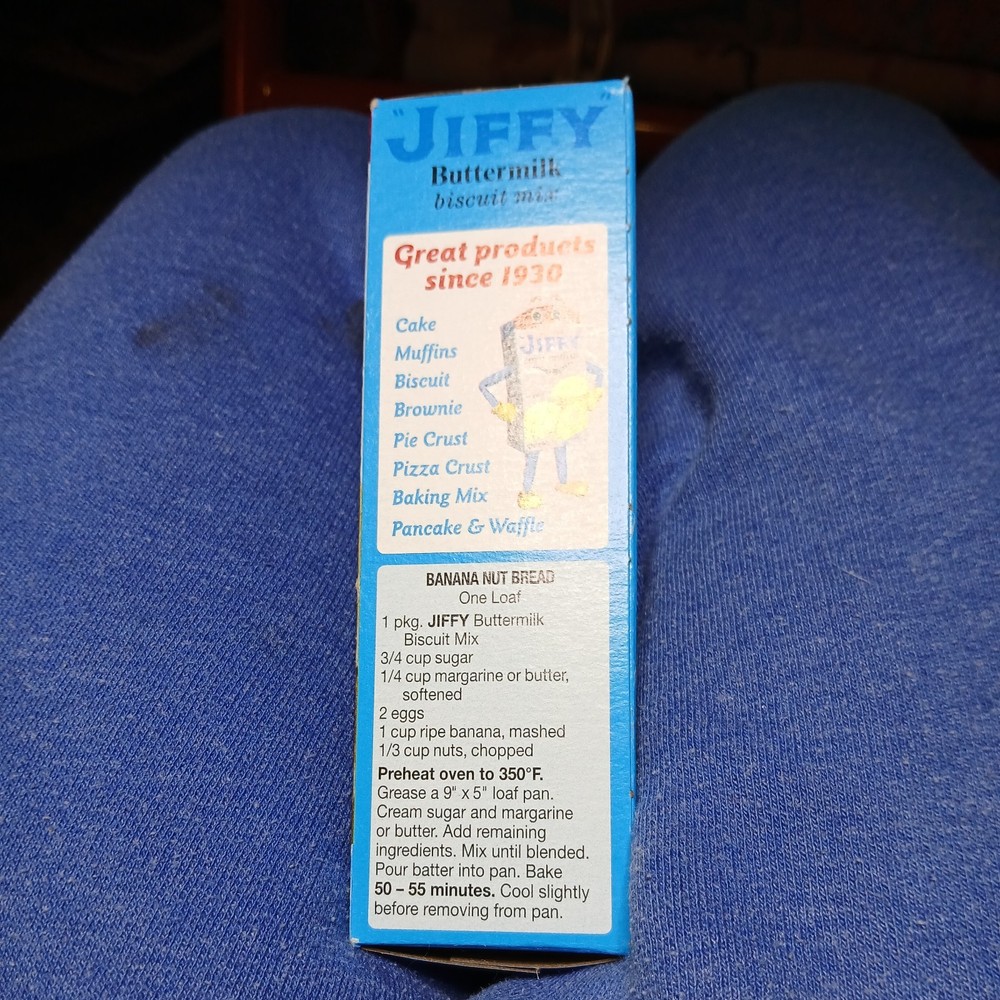 "JIFFY"
Buttermilk
biscuit mix
Great products
since 1930
JIFFY
Cake
Muffins
Biscuit
Brownie
Pie Crust
Pizza Crust
Baking Mix
Pancake & Waffle
BANANA NUT BREAD
One Loaf
1 pkg. JIFFY Buttermilk
Biscuit Mix
3/4 cup sugar
1/4 cup margarine or butter,
softened
2 eggs
1 cup ripe banana, mashed
1/3 cup nuts, chopped
Preheat oven to 350°F.
Grease a 9" x 5" loaf pan.
Cream sugar and margarine
or butter. Add remaining
ingredients. Mix until blended.
Pour batter into pan. Bake
50 – 55 minutes. Cool slightly
before removing from pan.